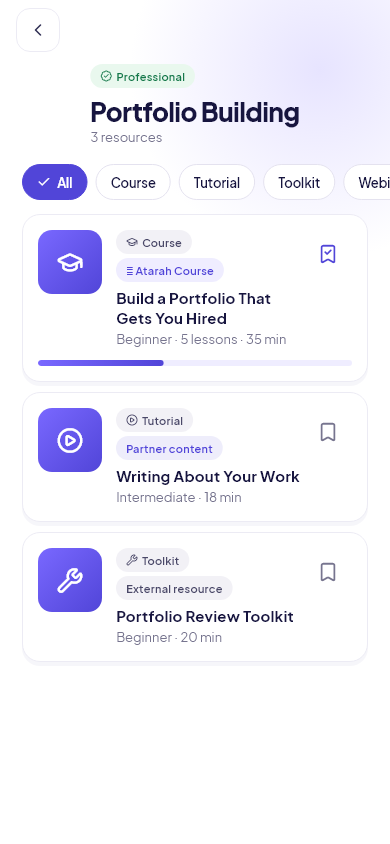 Professional
Portfolio Building
3 resources
All
Course
Tutorial
Toolkit
Webi
Course
Atarah Course
Build a Portfolio That
Gets You Hired
Beginner · 5 lessons · 35 min
Tutorial
Partner content
Writing About Your Work
Intermediate · 18 min
Toolkit
External resource
Portfolio Review Toolkit
Beginner · 20 min